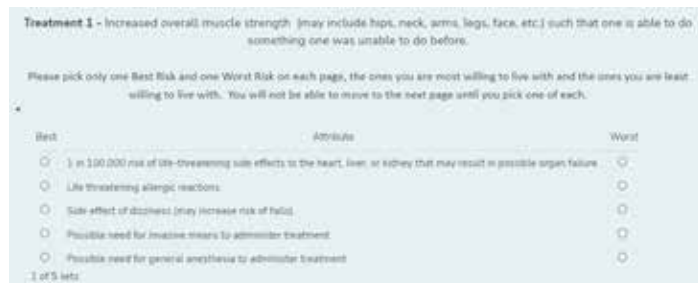 Treatment 1 - Increased overall muscle strength (may include hips, neck, arms, legs, face, etc.) such that one is able to do
something one was unable to do before.
Please pick only one Best Risk and one Worst Risk on each page, the ones you are most willing to live with and the ones you are least
willing to live with. You will not be able to move to the next page until you pick one of each.
Best Attribute Worst
1 in 100,000 risk of life-threatening side effects to the heart, liver, or kidney that may result in possible organ failure
Life threatening allergic reactions
Side effect of dizziness (may increase risk of falls)
Possible need for invasive means to administer treatment
Possible need for general anesthesia to administer treatment
1 of 5 sets